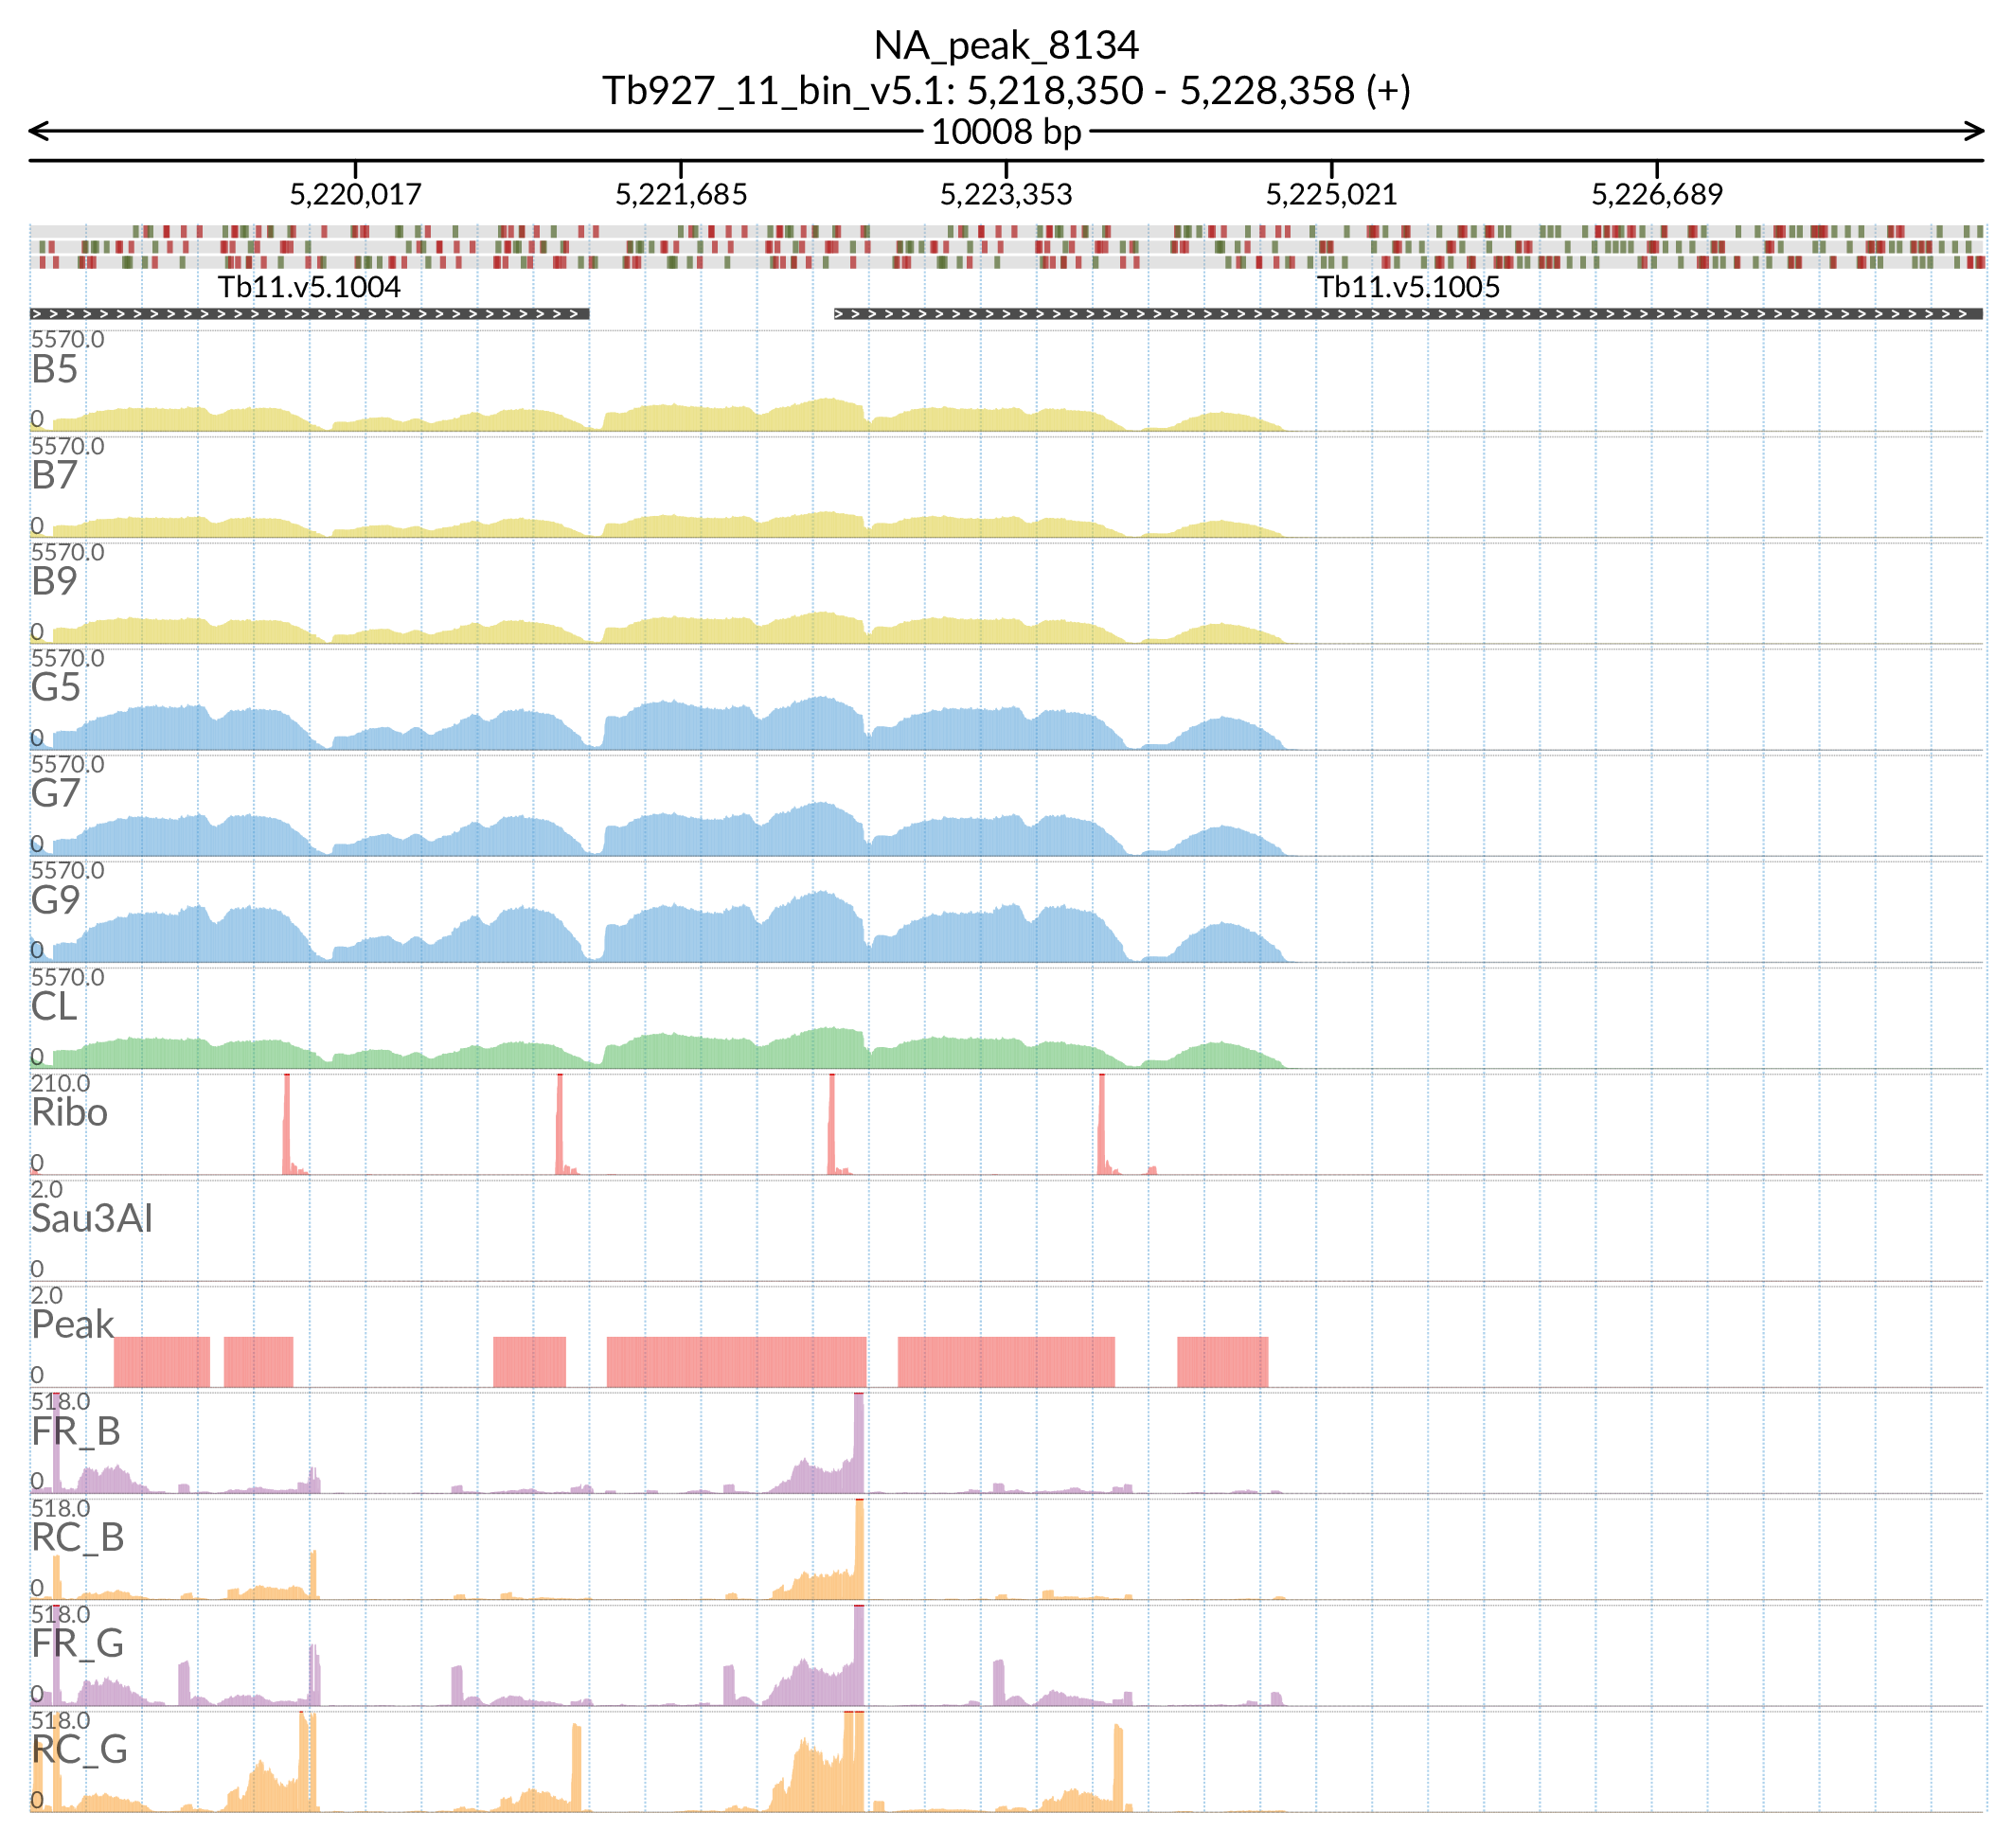 NA_peak_8134
Tb927_11_bin_v5.1: 5,218,350 - 5,228,358 (+)
10008 bp
5,220,017 5,221,685 5,223,353 5,225,021 5,226,689
Tb11.v5.1004 Tb11.v5.1005
5570.0
B5
0
5570.0
B7
0
5570.0
B9
0
5570.0
G5
0
5570.0
G7
0
5570.0
G9
0
5570.0
CL
0
210.0
Ribo
0
2.0
Sau3AI
0
2.0
Peak
0
518.0
FR_B
0
518.0
RC_B
0
518.0
FR_G
0
518.0
RC_G
0